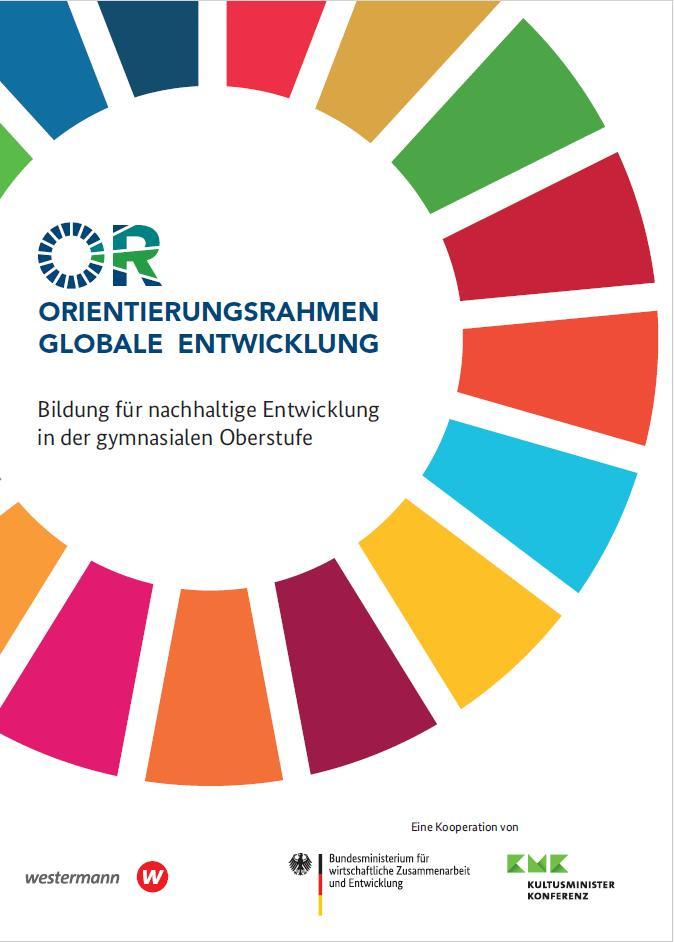 OR
ORIENTIERUNGSRAHMEN
GLOBALE ENTWICKLUNG
Bildung für nachhaltige Entwicklung
in der gymnasialen Oberstufe
Eine Kooperation von
westermann W
Bundesministerium für
wirtschaftliche Zusammenarbeit
und Entwicklung
KMK
KULTUSMINISTER
KONFERENZ